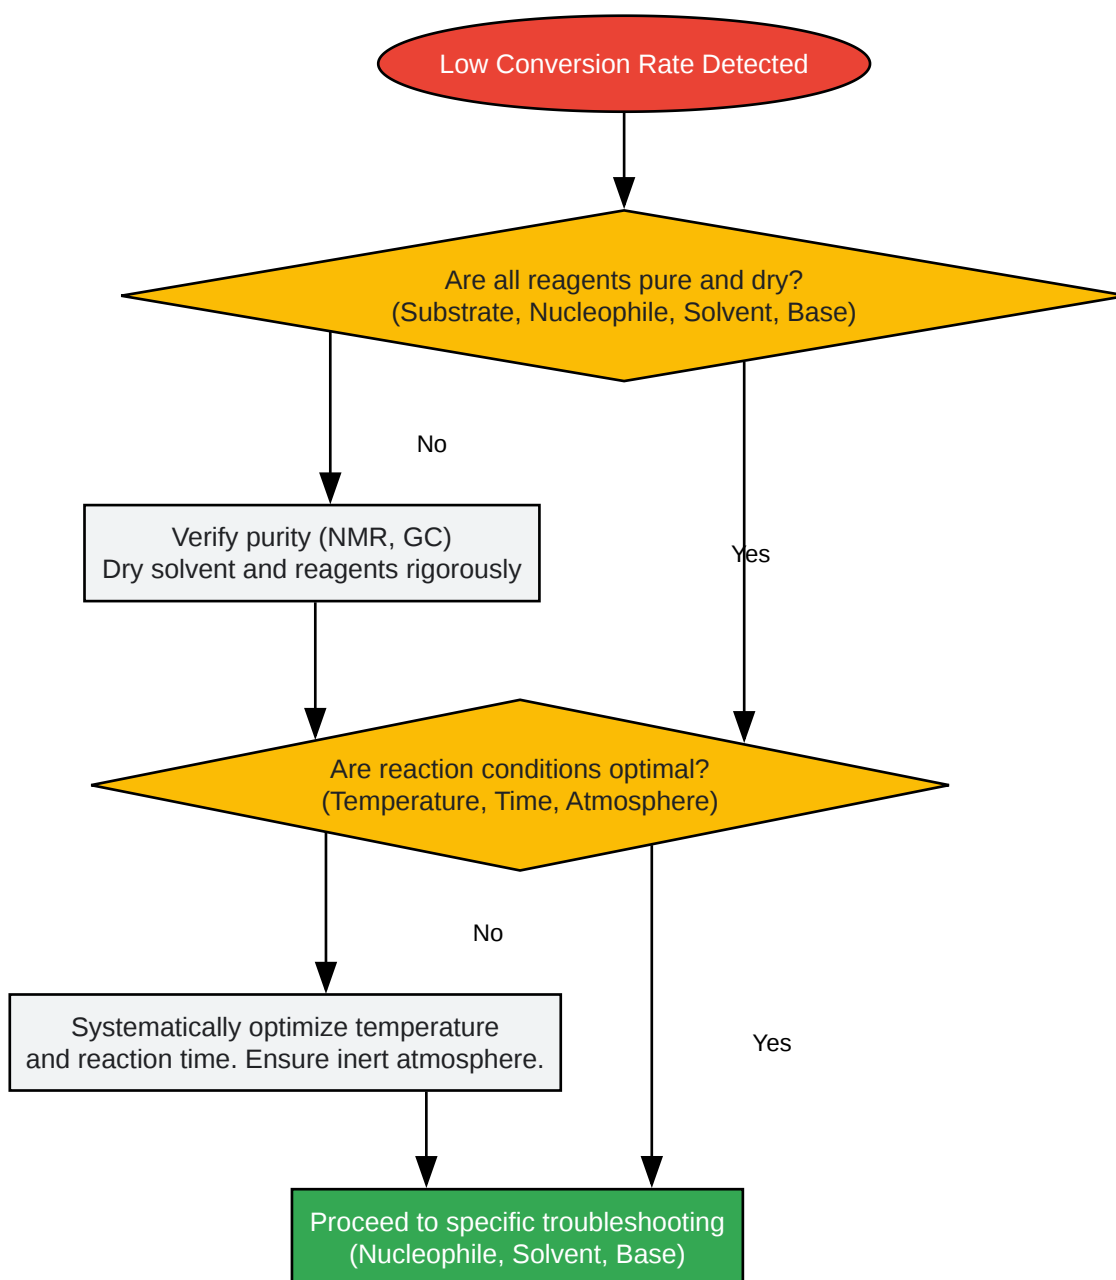 Low Conversion Rate Detected
Are all reagents pure and dry?
(Substrate, Nucleophile, Solvent, Base)
No
Verify purity (NMR, GC)
Dry solvent and reagents rigorously
Yes
Are reaction conditions optimal?
(Temperature, Time, Atmosphere)
No
Systematically optimize temperature
and reaction time. Ensure inert atmosphere.
Yes
Proceed to specific troubleshooting
(Nucleophile, Solvent, Base)